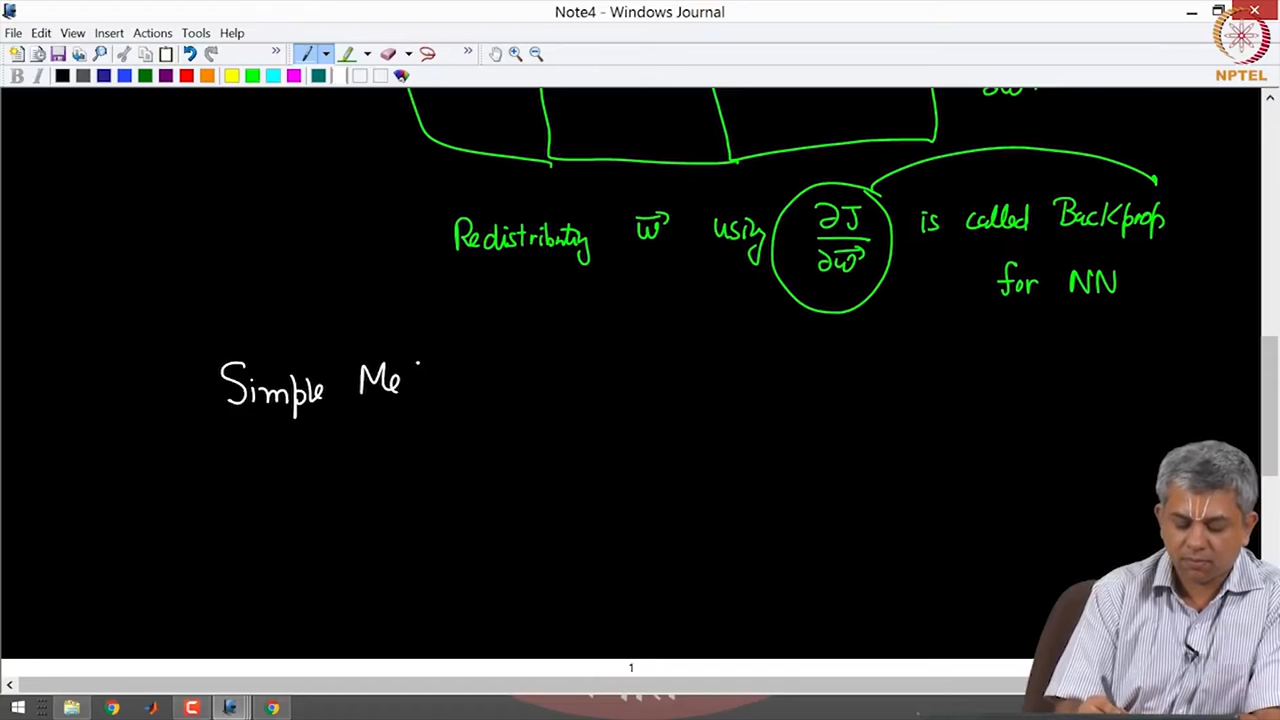 Note4 - Windows Journal
File Edit View Insert Actions Tools Help
NPTEL
B I
∂w
Redistributing w⃗ using ∂J/∂w⃗ is called Backprop
for NN
Simple Me
1